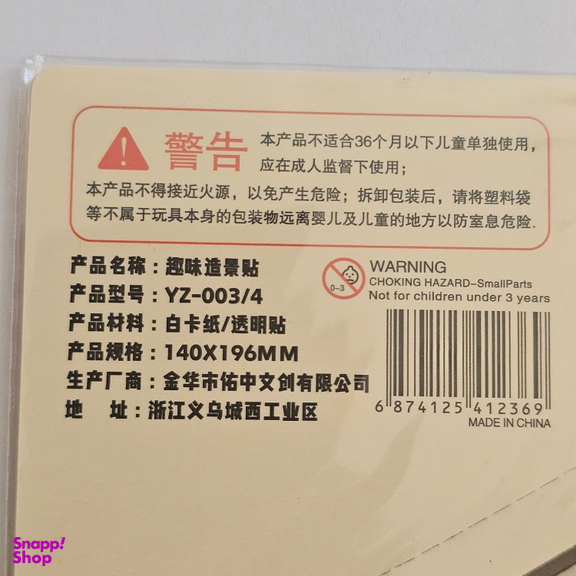 警告
本产品不适合36个月以下儿童单独使用,
应在成人监督下使用;
本产品不得接近火源，以免产生危险；拆卸包装后，请将塑料袋
等不属于玩具本身的包装物远离婴儿及儿童的地方以防室息危险.
产品名称：趣味造景贴
产品型号：YZ-003/4
产品材料：白卡纸/透明贴
产品规格：140X196MM
生产厂商：金华市佑中文创有限公司
地 址：浙江义乌城西工业区
0-3
WARNING
CHOKING HAZARD-SmallParts
Not for children under 3 years
6 874125 412369
MADE IN CHINA
Snapp!
Shop